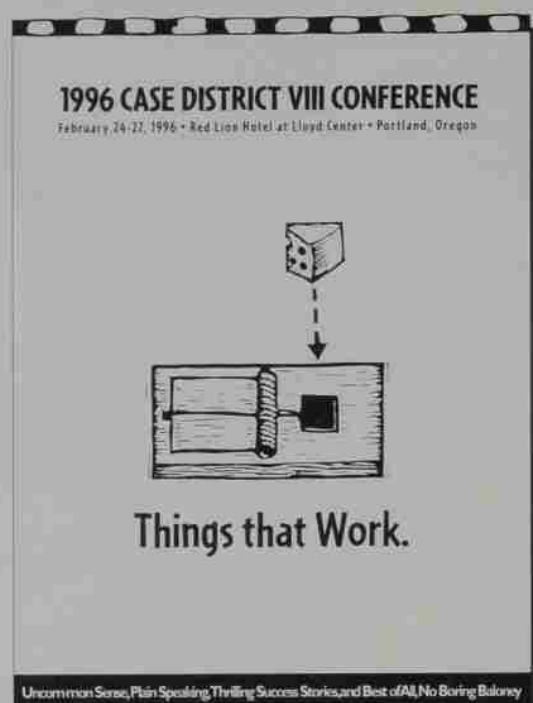 1996 CASE DISTRICT VIII CONFERENCE
February 24-27, 1996 • Red Lion Hotel at Lloyd Center • Portland, Oregon
Things that Work.
Uncommon Sense, Plain Speaking, Thrilling Success Stories, and Best of All, No Boring Baloney